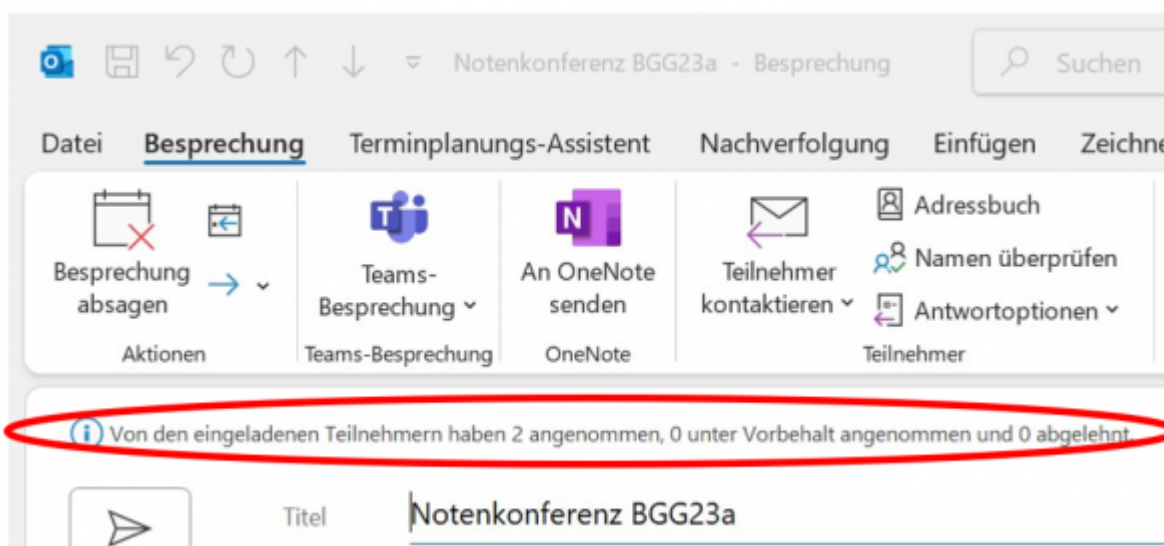 Notenkonferenz BGG23a - Besprechung
Suchen
Datei Besprechung Terminplanungs-Assistent Nachverfolgung Einfügen Zeichne
Besprechung absagen
Teams-Besprechung
An OneNote senden
Teilnehmer kontaktieren
Adressbuch
Namen überprüfen
Antwortoptionen
Aktionen Teams-Besprechung OneNote Teilnehmer
Von den eingeladenen Teilnehmern haben 2 angenommen, 0 unter Vorbehalt angenommen und 0 abgelehnt.
Titel Notenkonferenz BGG23a